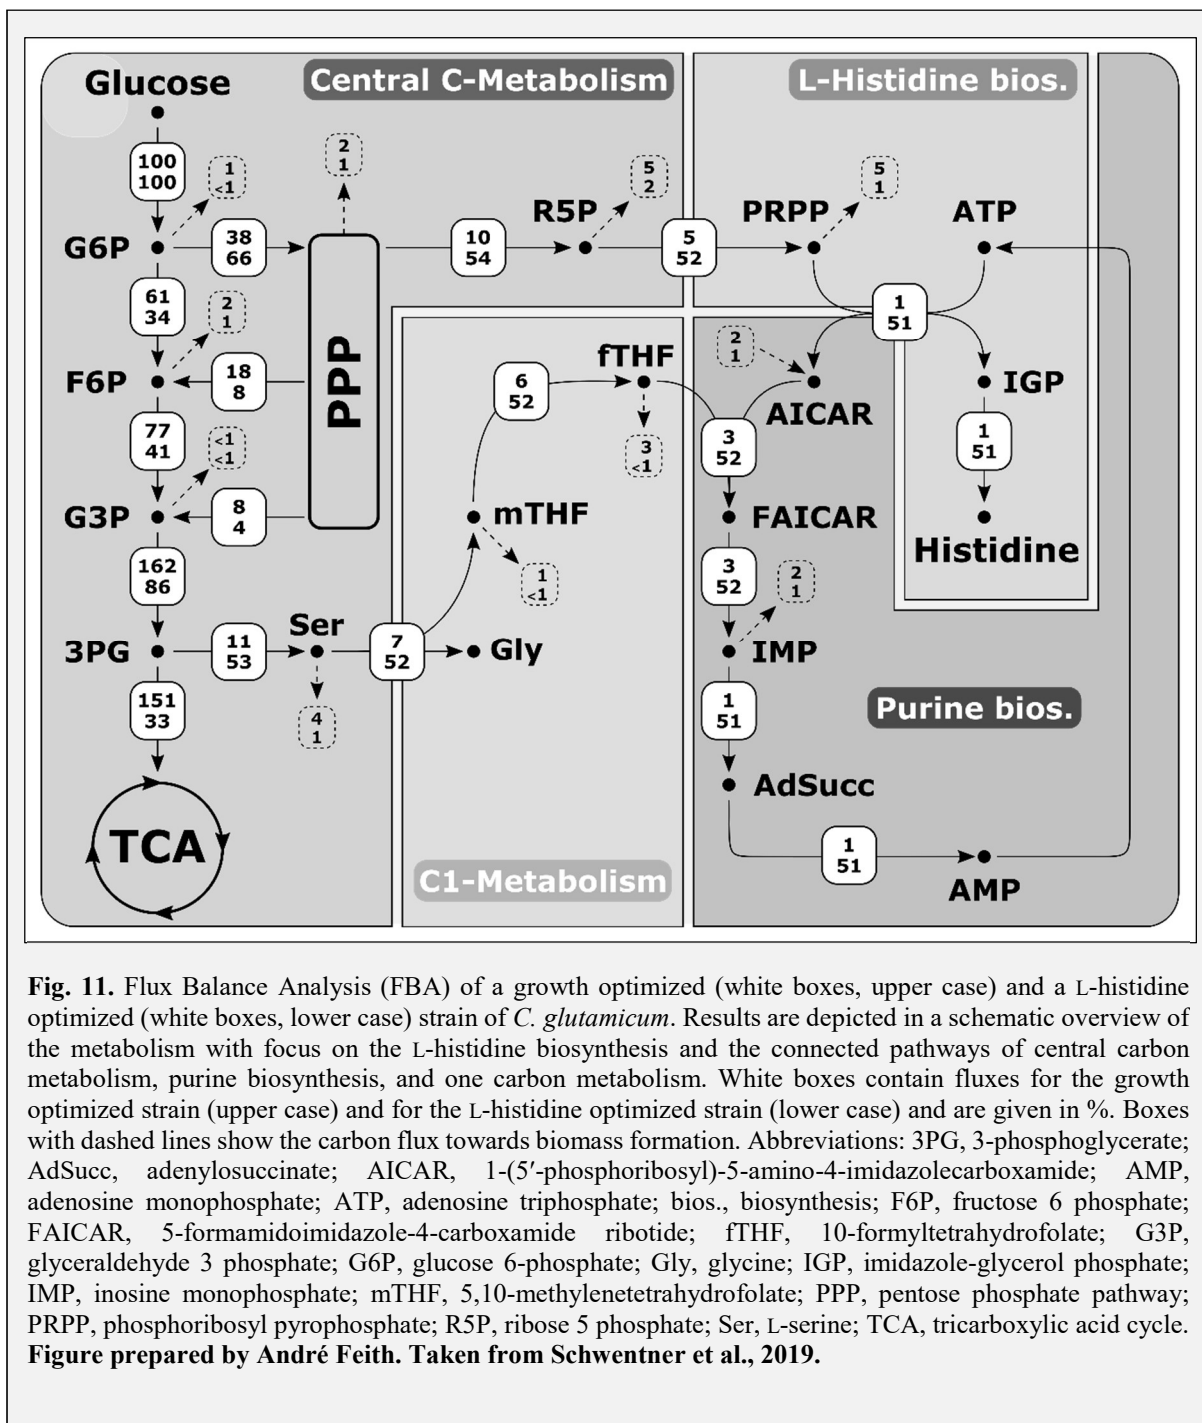 Glucose
Central C-Metabolism
L-Histidine bios.
100
100
1
<1
2
1
5
2
5
1
R5P
PRPP
ATP
G6P
38
66
10
54
5
52
1
51
61
34
2
1
PPP
fTHF
2
1
F6P
18
8
6
52
AICAR
IGP
77
41
<1
<1
3
<1
3
52
1
51
G3P
8
4
mTHF
FAICAR
Histidine
162
86
1
<1
3
52
2
1
3PG
11
53
Ser
7
52
Gly
IMP
151
33
4
1
1
51
Purine bios.
AdSucc
TCA
1
51
C1-Metabolism
AMP
Fig. 11. Flux Balance Analysis (FBA) of a growth optimized (white boxes, upper case) and a L-histidine
optimized (white boxes, lower case) strain of C. glutamicum. Results are depicted in a schematic overview of
the metabolism with focus on the L-histidine biosynthesis and the connected pathways of central carbon
metabolism, purine biosynthesis, and one carbon metabolism. White boxes contain fluxes for the growth
optimized strain (upper case) and for the L-histidine optimized strain (lower case) and are given in %. Boxes
with dashed lines show the carbon flux towards biomass formation. Abbreviations: 3PG, 3-phosphoglycerate;
AdSucc, adenylosuccinate; AICAR, 1-(5′-phosphoribosyl)-5-amino-4-imidazolecarboxamide; AMP,
adenosine monophosphate; ATP, adenosine triphosphate; bios., biosynthesis; F6P, fructose 6 phosphate;
FAICAR, 5-formamidoimidazole-4-carboxamide ribotide; fTHF, 10-formyltetrahydrofolate; G3P,
glyceraldehyde 3 phosphate; G6P, glucose 6-phosphate; Gly, glycine; IGP, imidazole-glycerol phosphate;
IMP, inosine monophosphate; mTHF, 5,10-methylenetetrahydrofolate; PPP, pentose phosphate pathway;
PRPP, phosphoribosyl pyrophosphate; R5P, ribose 5 phosphate; Ser, L-serine; TCA, tricarboxylic acid cycle.
Figure prepared by André Feith. Taken from Schwentner et al., 2019.